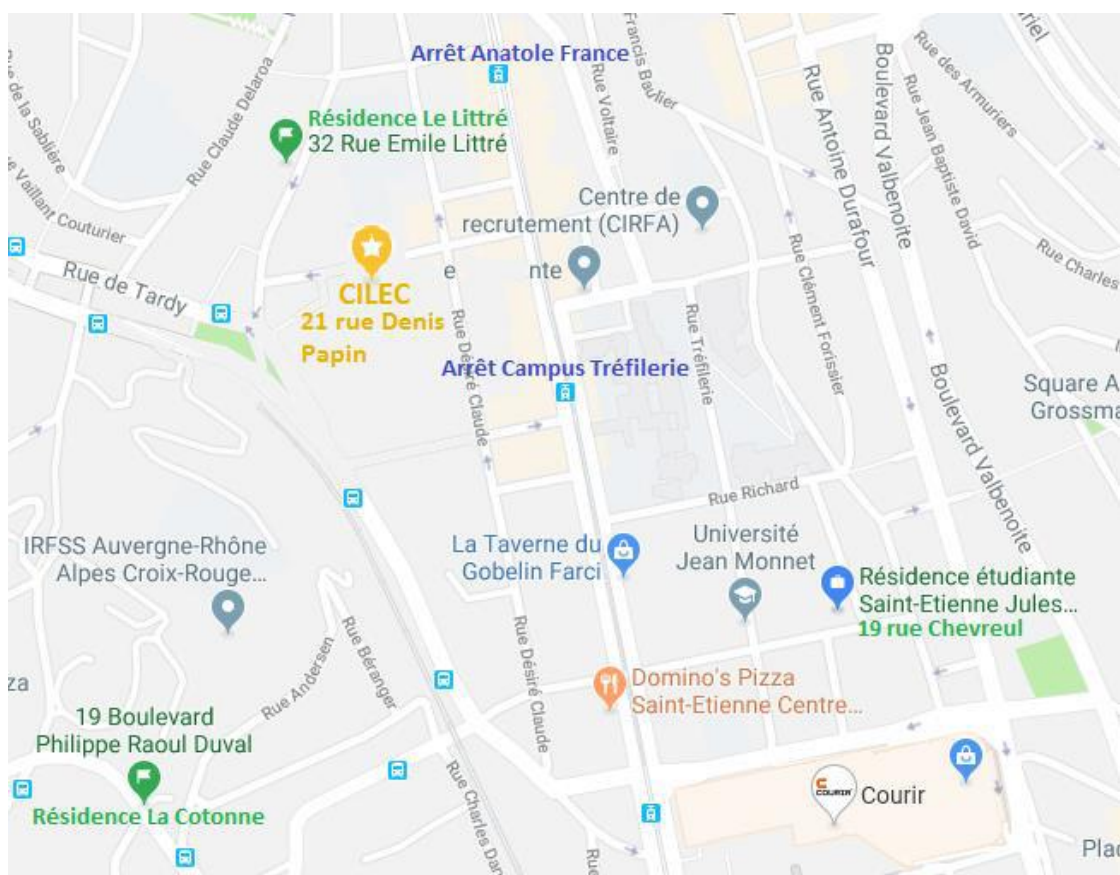 Arrêt Anatole France
Francis Baulier
Rue Voltaire
Rue des Armuriers
Boulevard Valbenoite
Rue Antoine Durafour
Rue Jean Baptiste David
Rue de la Sablière
Rue Claude Delaroa
Résidence Le Littré
32 Rue Emile Littré
Vaillant Couturier
Centre de
recrutement (CIRFA)
Rue Charles
Rue de Tardy
e
nte
CILEC
21 rue Denis
Papin
Rue Désiré Claude
Rue Tréfilerie
Rue Clément Forissier
Arrêt Campus Tréfilerie
Boulevard Valbenoite
Square A
Grossma
Rue Richard
IRFSS Auvergne-Rhône
Alpes Croix-Rouge...
La Taverne du
Gobelin Farci
Université
Jean Monnet
Résidence étudiante
Saint-Etienne Jules...
19 rue Chevreul
Rue Béranger
Rue Andersen
Rue Désiré Claude
za
Domino's Pizza
Saint-Etienne Centre...
19 Boulevard
Philippe Raoul Duval
Résidence La Cotonne
Rue Charles Dar
COURIR
Courir
Rue
Plac